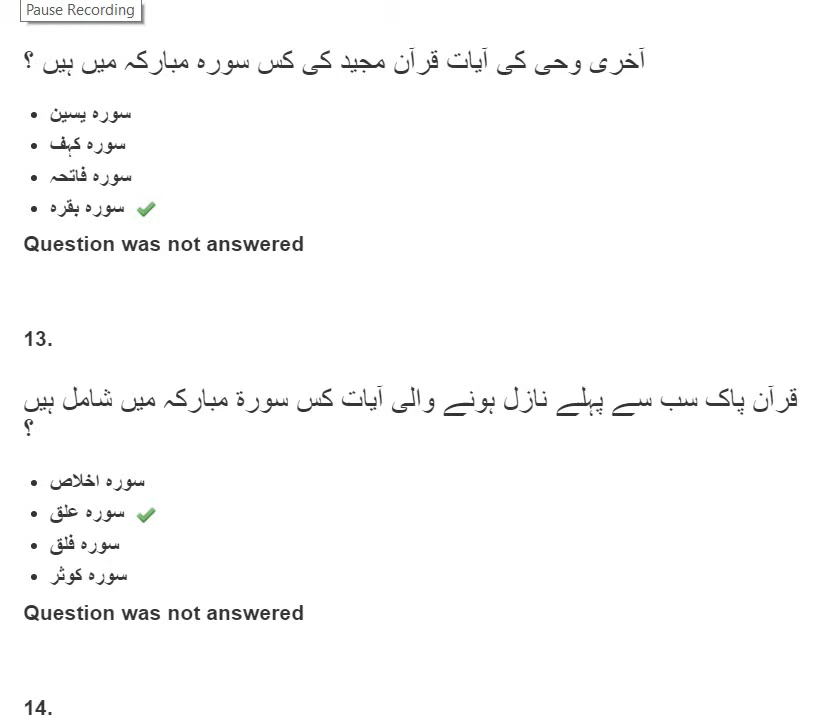 Pause Recording
آخری وحی کی آیات قرآن مجید کی کس سورہ مبارکہ میں ہیں ؟
سورہ یسین
سورہ کہف
سورہ فاتحہ
سورہ بقرہ
Question was not answered
13.
قرآن پاک سب سے پہلے نازل ہونے والی آیات کس سورۃ مبارکہ میں شامل ہیں
؟
سورہ اخلاص
سورہ علق
سورہ فلق
سورہ کوثر
Question was not answered
14.